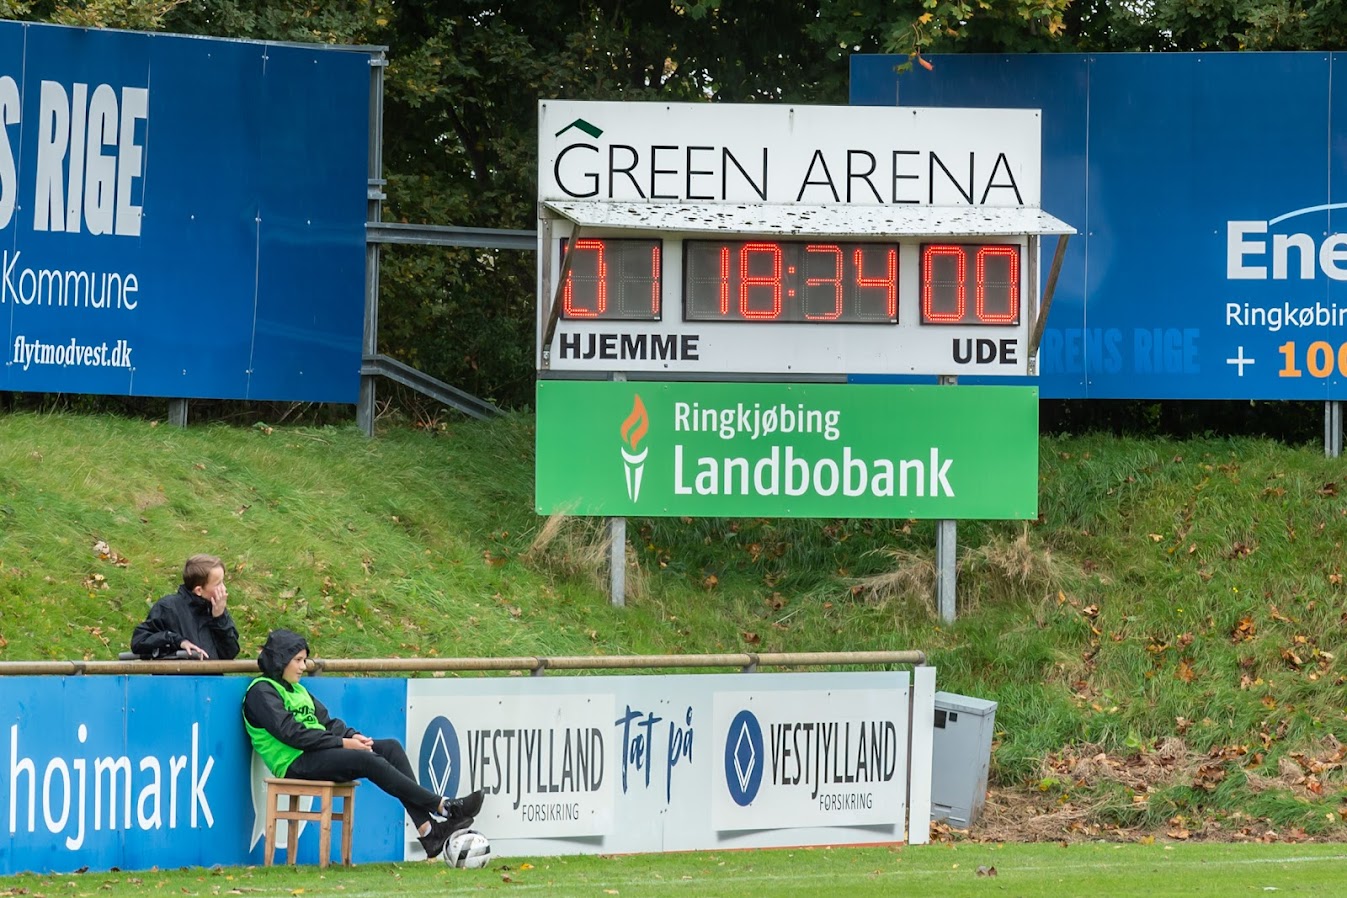 RIGE
Kommune
flytmodvest.dk
GREEN ARENA
01 18:34 00
HJEMME UDE
Ringkjøbing
Landbobank
Ene
Ringkøbin
+ 100
RENS RIGE
hojmark
VESTJYLLAND
FORSIKRING
tæt på
VESTJYLLAND
FORSIKRING